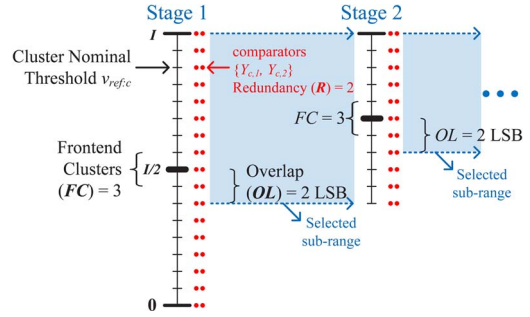 Stage 1
Stage 2
I
Cluster Nominal
Threshold v_ref:c
comparators
{Y_c,1, Y_c,2}
Redundancy (R) = 2
FC = 3
OL = 2 LSB
Frontend
Clusters
(FC) = 3
I/2
Overlap
(OL) = 2 LSB
Selected
sub-range
Selected
sub-range
0